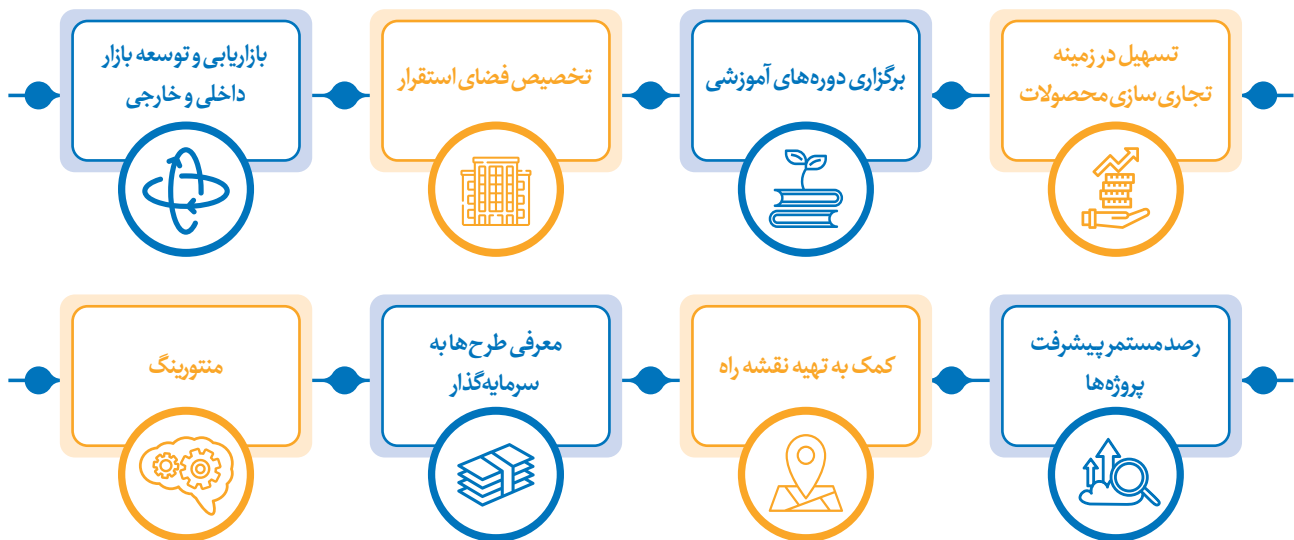 تسهیل در زمینه
تجاری سازی محصولات
برگزاری دوره‌های آموزشی
تخصیص فضای استقرار
بازاریابی و توسعه بازار
داخلی و خارجی
رصد مستمر پیشرفت
پروژه‌ها
کمک به تهیه نقشه راه
معرفی طرح‌ها به
سرمایه‌گذار
منتورینگ